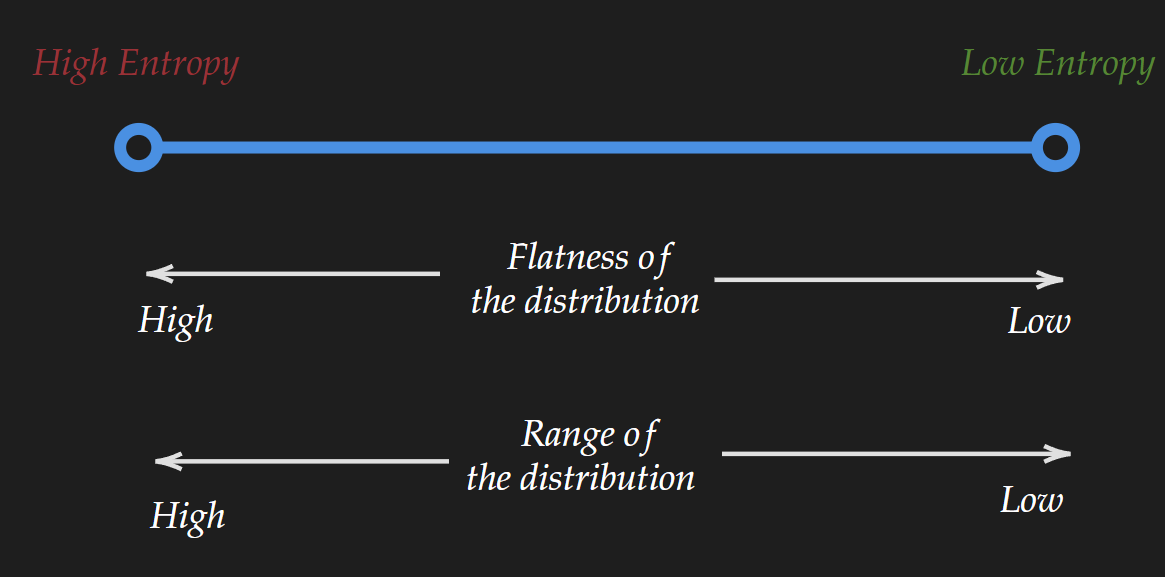 High Entropy
Low Entropy
Flatness of
the distribution
High
Low
Range of
the distribution
High
Low